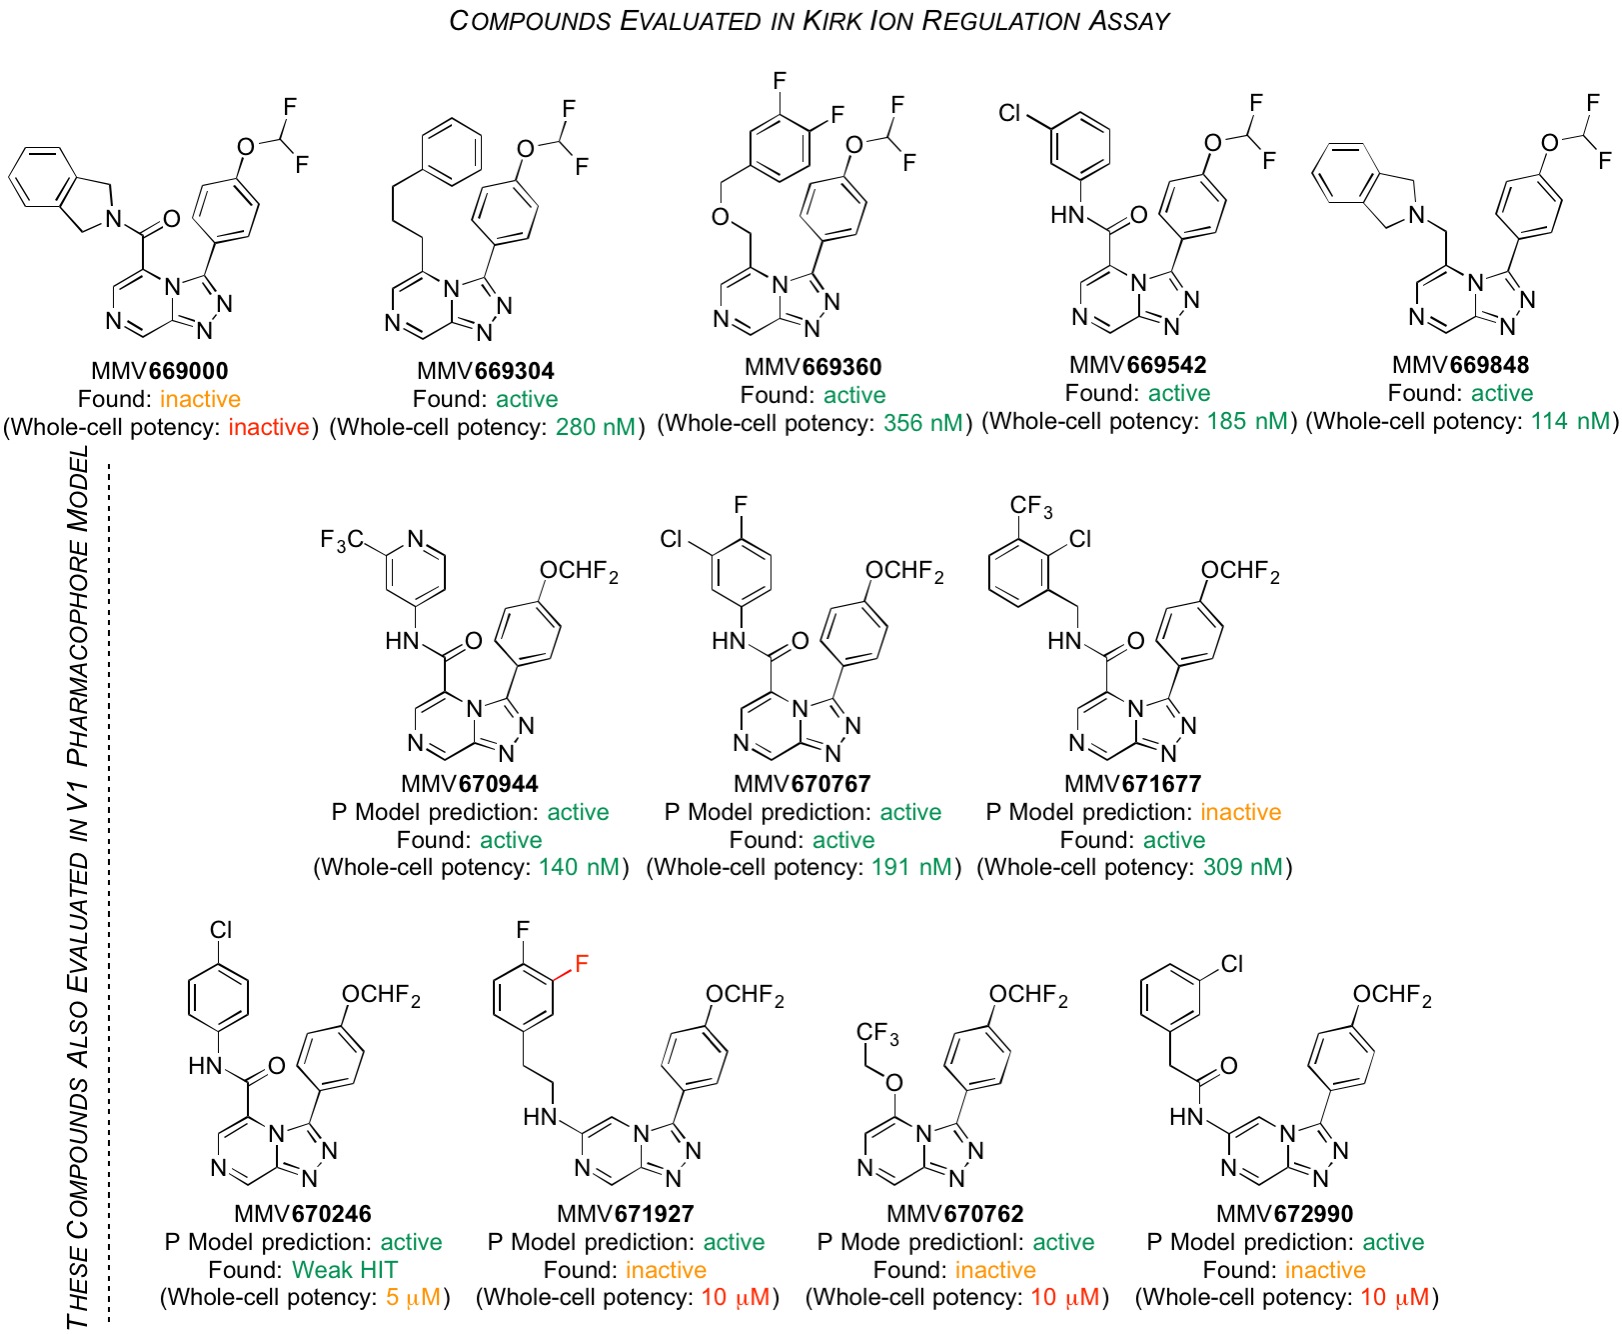 COMPOUNDS EVALUATED IN KIRK ION REGULATION ASSAY
F
F
O
N
O
N
N
N
N
MMV669000
Found: inactive
(Whole-cell potency: inactive)
F
F
O
N
N
N
N
MMV669304
Found: active
(Whole-cell potency: 280 nM)
F
F
F
F
O
O
N
N
N
N
MMV669360
Found: active
(Whole-cell potency: 356 nM)
Cl
F
F
O
HN
O
N
N
N
N
MMV669542
Found: active
(Whole-cell potency: 185 nM)
F
F
O
N
N
N
N
N
MMV669848
Found: active
(Whole-cell potency: 114 nM)
THESE COMPOUNDS ALSO EVALUATED IN V1 PHARMACOPHORE MODEL
F3C
N
OCHF2
HN
O
N
N
N
N
MMV670944
P Model prediction: active
Found: active
(Whole-cell potency: 140 nM)
F
Cl
OCHF2
HN
O
N
N
N
N
MMV670767
P Model prediction: active
Found: active
(Whole-cell potency: 191 nM)
CF3
Cl
OCHF2
HN
O
N
N
N
N
MMV671677
P Model prediction: inactive
Found: active
(Whole-cell potency: 309 nM)
Cl
OCHF2
HN
O
N
N
N
N
MMV670246
P Model prediction: active
Found: Weak HIT
(Whole-cell potency: 5 µM)
F
F
OCHF2
HN
N
N
N
N
MMV671927
P Model prediction: active
Found: inactive
(Whole-cell potency: 10 µM)
CF3
OCHF2
O
N
N
N
N
MMV670762
P Mode predictionl: active
Found: inactive
(Whole-cell potency: 10 µM)
Cl
OCHF2
O
HN
N
N
N
N
MMV672990
P Model prediction: active
Found: inactive
(Whole-cell potency: 10 µM)